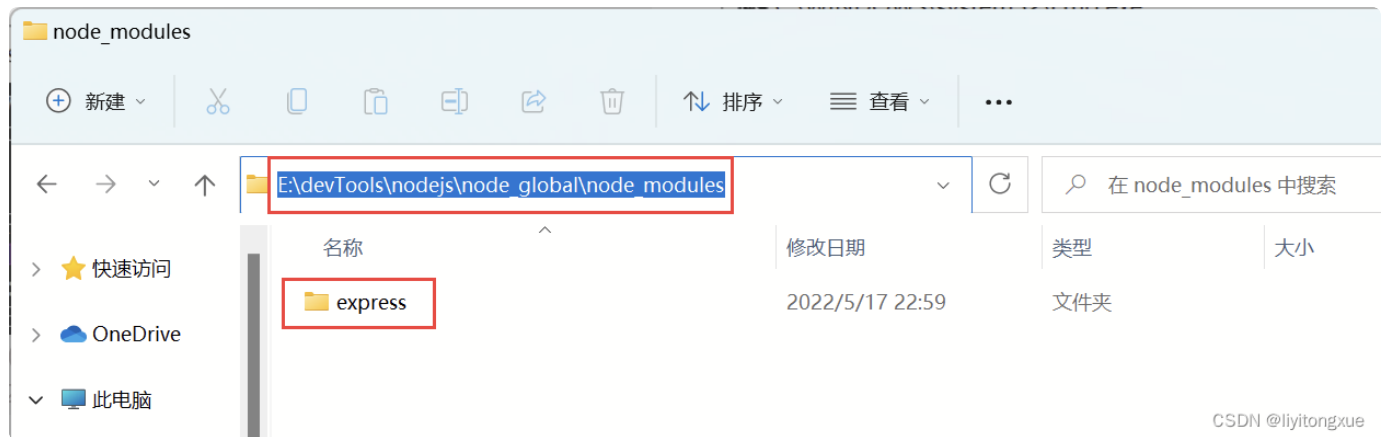 node_modules
新建
排序
查看
E:\devTools\nodejs\node_global\node_modules
在 node_modules 中搜索
名称
修改日期
类型
大小
快速访问
express
2022/5/17 22:59
文件夹
OneDrive
此电脑
CSDN @liyitongxue